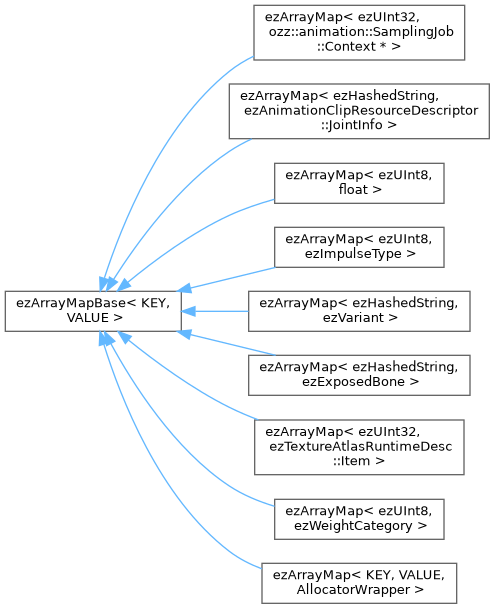 ezArrayMap< ezUInt32,
ozz::animation::SamplingJob
::Context * >
ezArrayMap< ezHashedString,
ezAnimationClipResourceDescriptor
::JointInfo >
ezArrayMap< ezUInt8,
float >
ezArrayMap< ezUInt8,
ezImpulseType >
ezArrayMapBase< KEY,
VALUE >
ezArrayMap< ezHashedString,
ezVariant >
ezArrayMap< ezHashedString,
ezExposedBone >
ezArrayMap< ezUInt32,
ezTextureAtlasRuntimeDesc
::Item >
ezArrayMap< ezUInt8,
ezWeightCategory >
ezArrayMap< KEY, VALUE,
AllocatorWrapper >